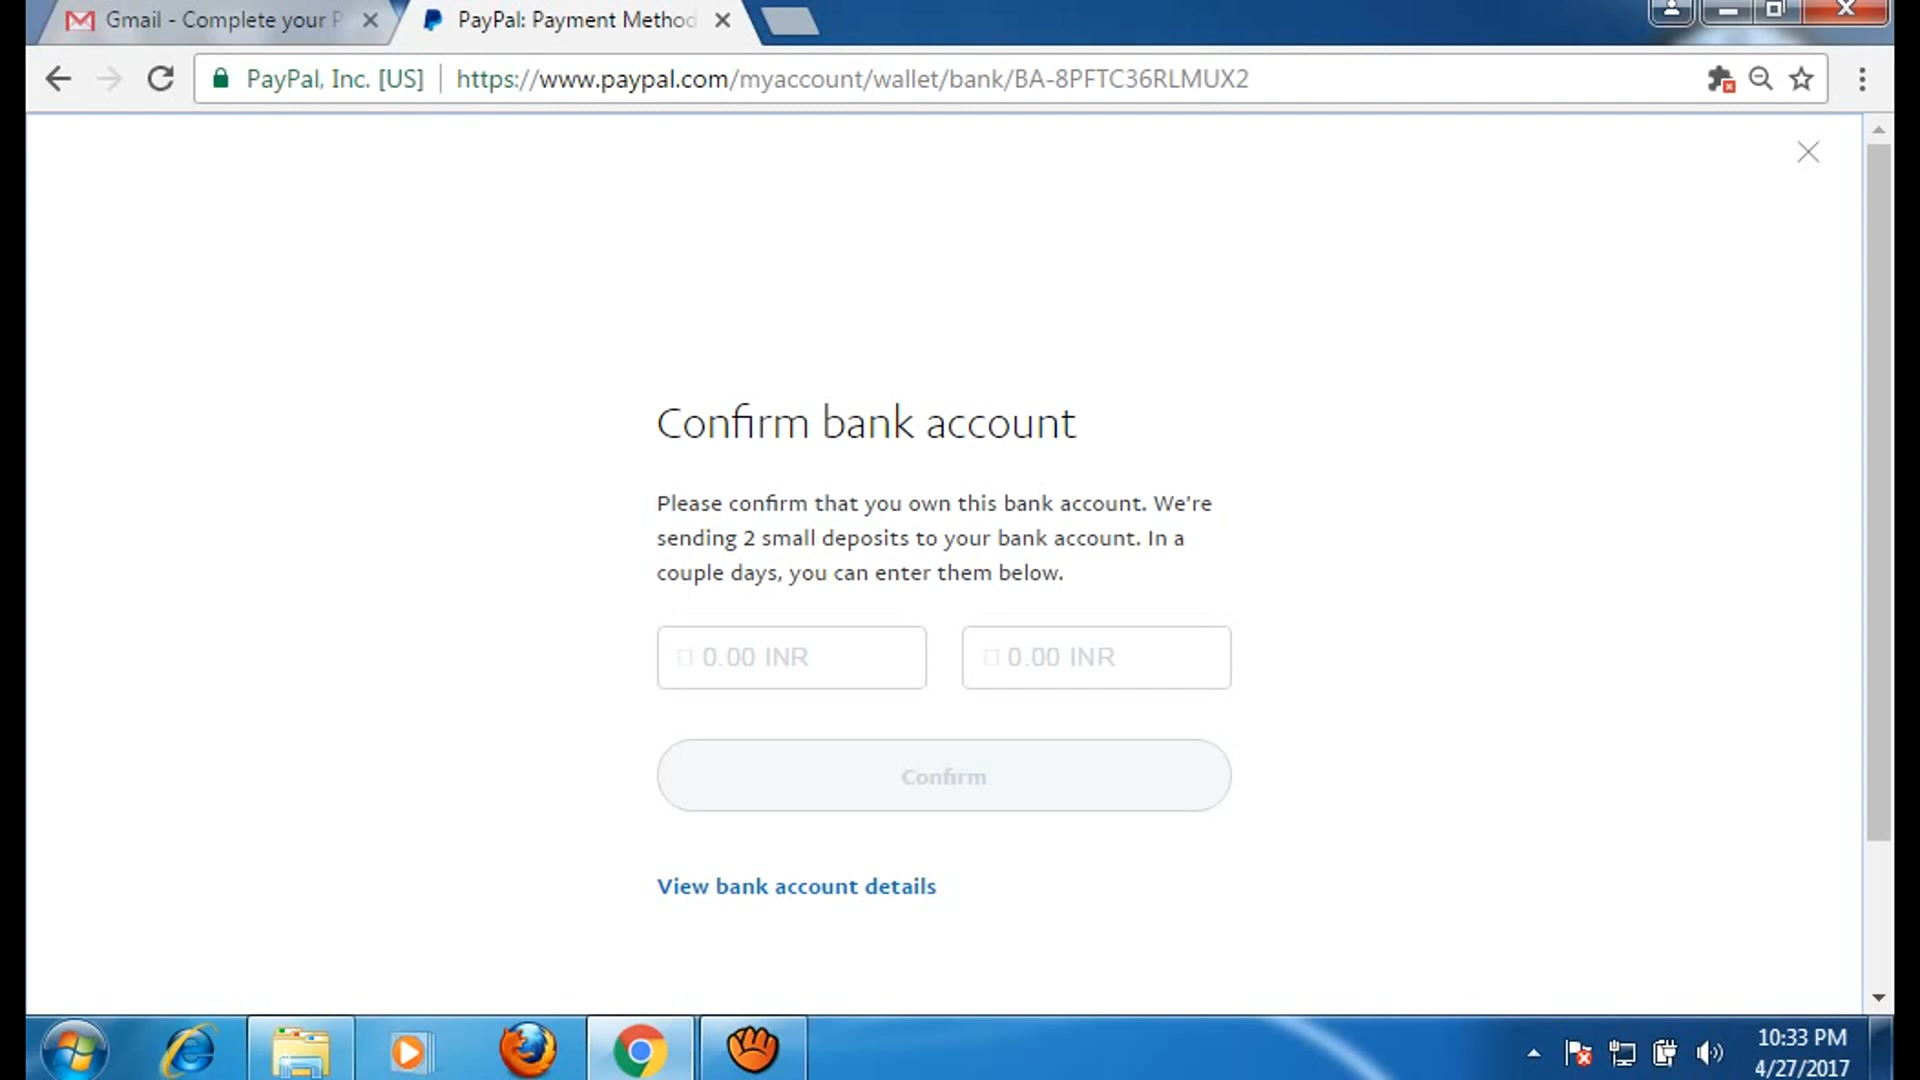 Gmail - Complete your P
PayPal: Payment Method
PayPal, Inc. [US] https://www.paypal.com/myaccount/wallet/bank/BA-8PFTC36RLMUX2
Confirm bank account
Please confirm that you own this bank account. We're
sending 2 small deposits to your bank account. In a
couple days, you can enter them below.
0.00 INR 0.00 INR
Confirm
View bank account details
10:33 PM
4/27/2017